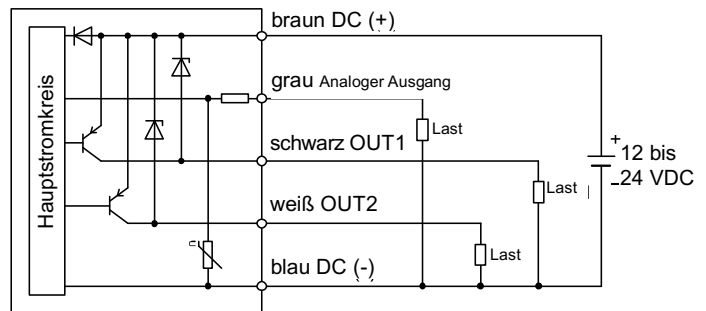 braun DC (+)
grau Analoger Ausgang
Last
schwarz OUT1
Last
weiß OUT2
Last
blau DC (-)
Hauptstromkreis
+
12 bis
-24 VDC